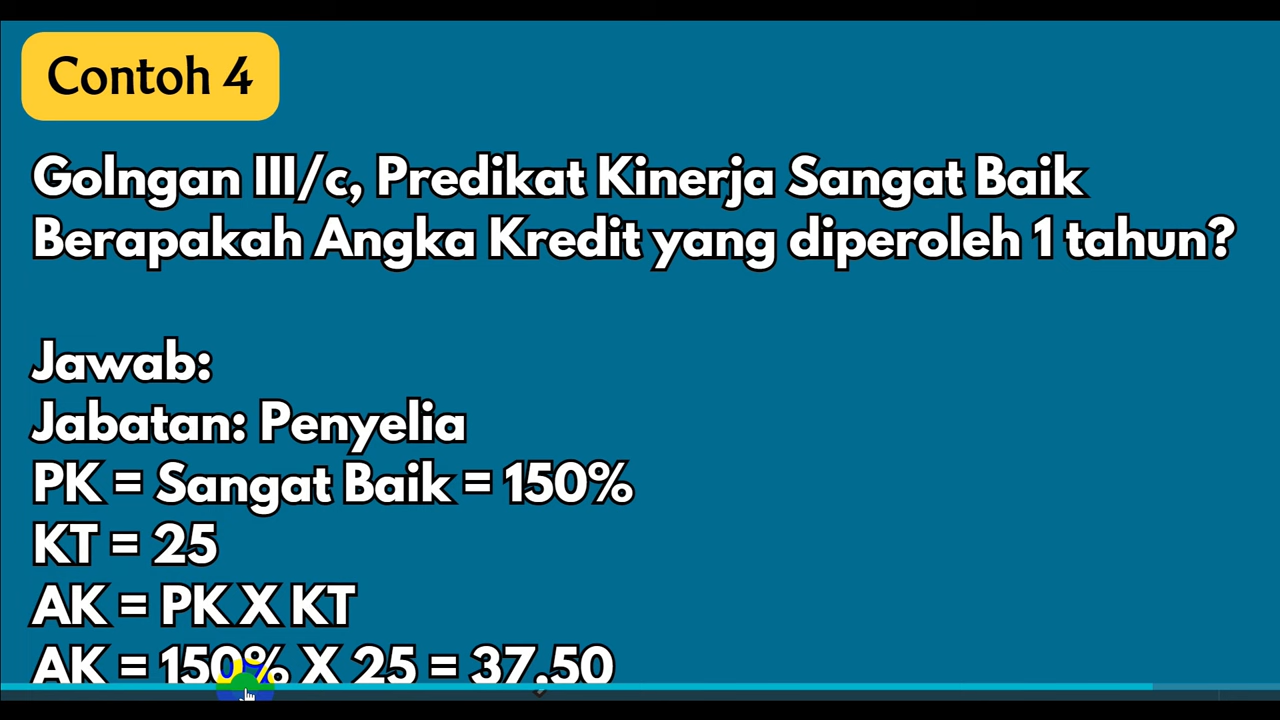 Contoh 4
Golngan III/c, Predikat Kinerja Sangat Baik
Berapakah Angka Kredit yang diperoleh 1 tahun?
Jawab:
Jabatan: Penyelia
PK = Sangat Baik = 150%
KT = 25
AK = PK X KT
AK = 150% X 25 = 37,50